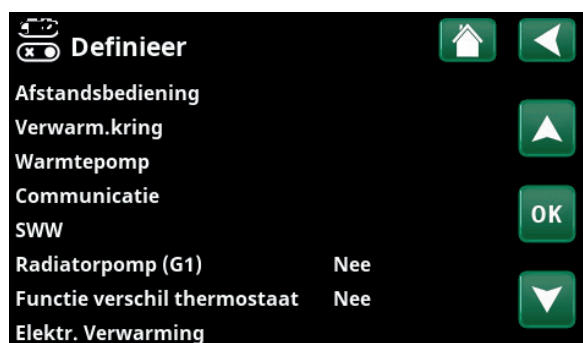 Definieer
Afstandsbediening
Verwarm.kring
Warmtepomp
Communicatie
OK
SWW
Radiatorpomp (G1) Nee
Functie verschil thermostaat Nee
Elektr. Verwarming